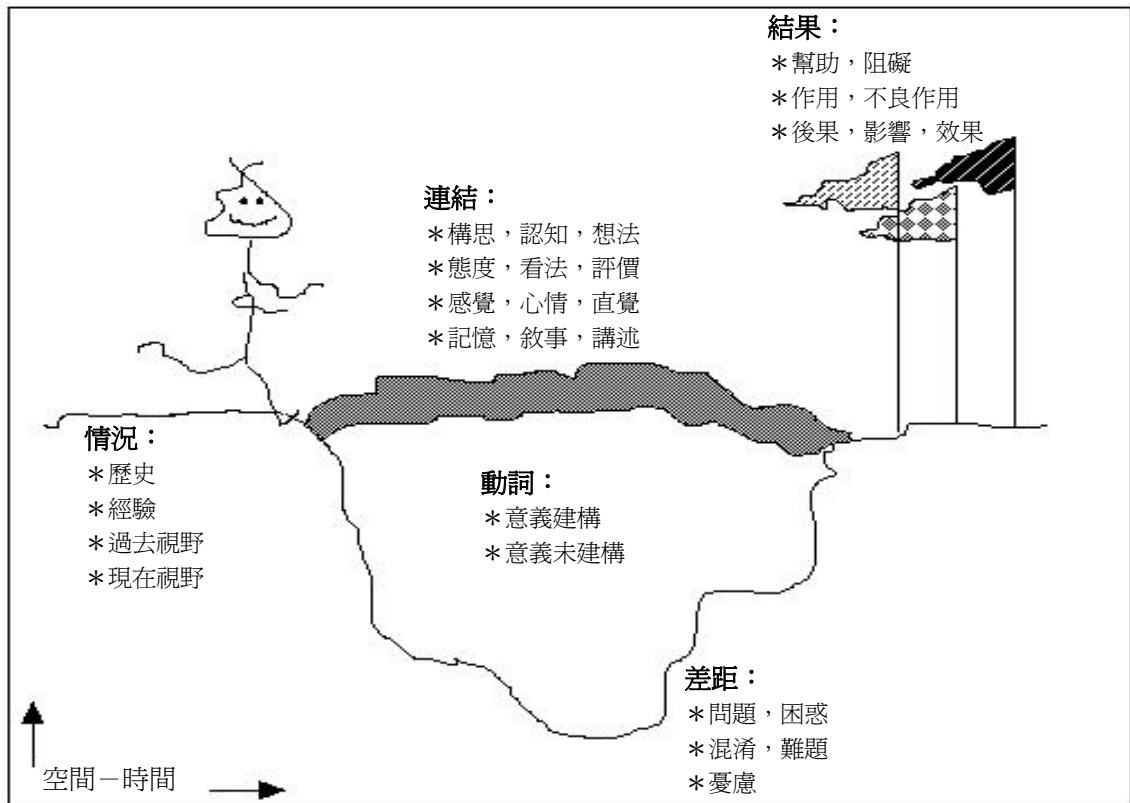 結果：
＊幫助，阻礙
＊作用，不良作用
＊後果，影響，效果
連結：
＊構思，認知，想法
＊態度，看法，評價
＊感覺，心情，直覺
＊記憶，敘事，講述
情況：
＊歷史
＊經驗
＊過去視野
＊現在視野
動詞：
＊意義建構
＊意義未建構
差距：
＊問題，困惑
＊混淆，難題
＊憂慮
空間－時間